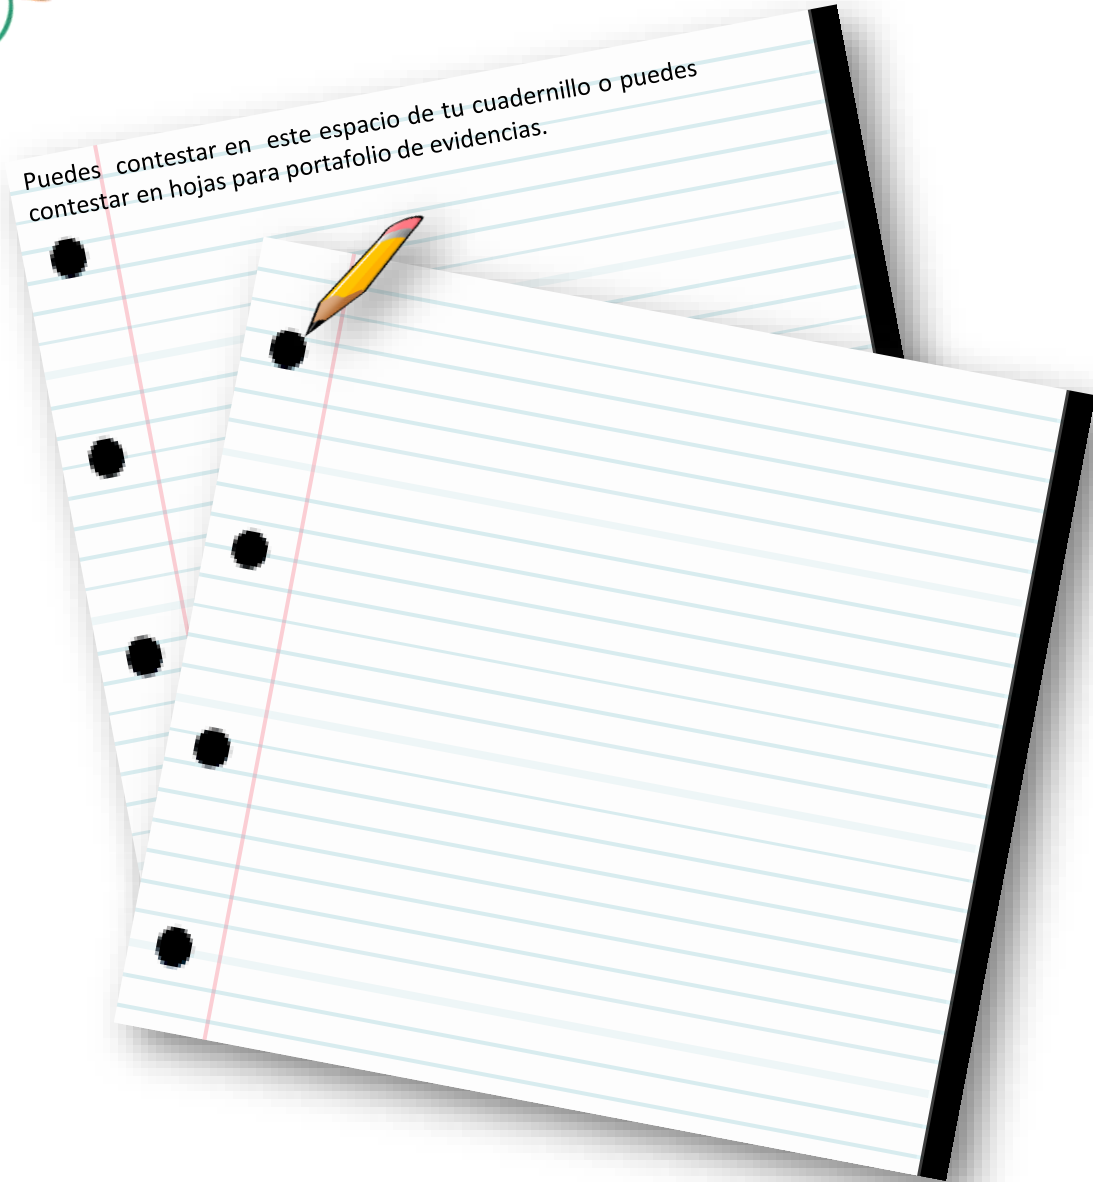 Puedes contestar en este espacio de tu cuadernillo o puedes
contestar en hojas para portafolio de evidencias.